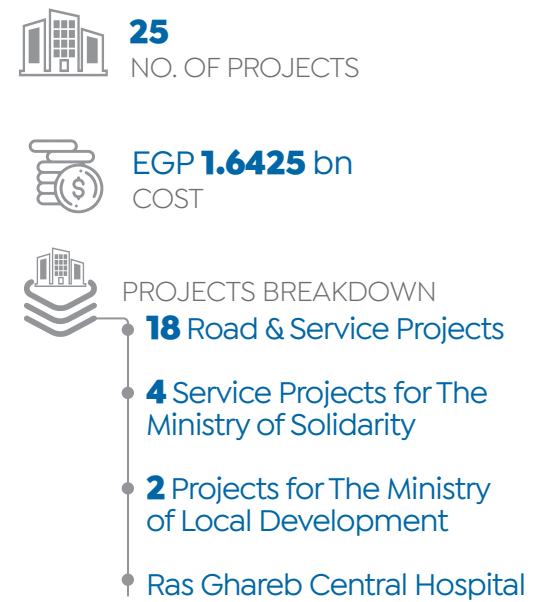 25
NO. OF PROJECTS
$
EGP 1.6425 bn
COST
PROJECTS BREAKDOWN
18 Road & Service Projects
4 Service Projects for The
Ministry of Solidarity
2 Projects for The Ministry
of Local Development
Ras Ghareb Central Hospital